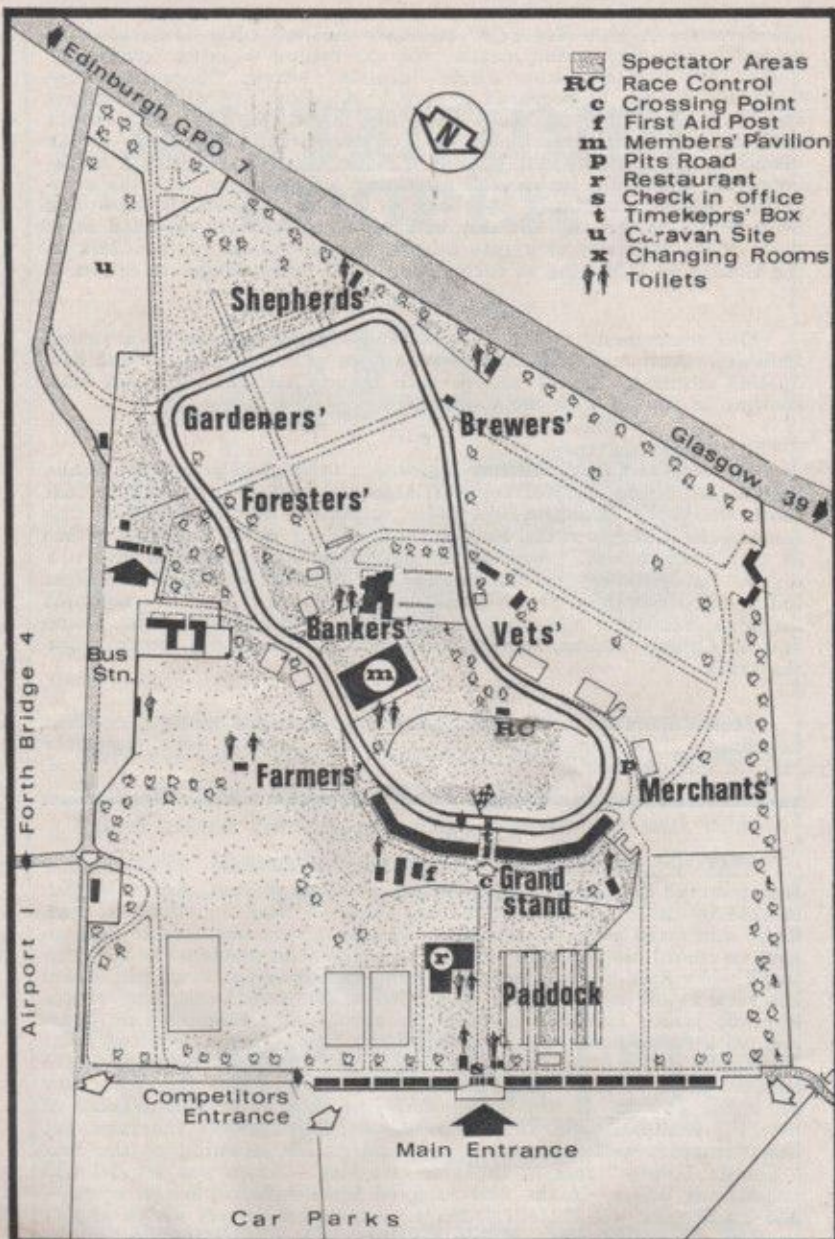 Edinburgh GPO 7
N
Spectator Areas
RC Race Control
c Crossing Point
f First Aid Post
m Members' Pavilion
p Pits Road
r Restaurant
s Check in office
t Timekeprs' Box
u Caravan Site
x Changing Rooms
Toilets
u
Shepherds'
Gardeners'
Brewers'
Glasgow 39
Foresters'
Bankers'
Vets'
Bus
Stn.
m
RC
Farmers'
p
Merchants'
f
c
Grand
stand
Airport 1 Forth Bridge 4
r
Paddock
s
Competitors
Entrance
Main Entrance
Car Parks